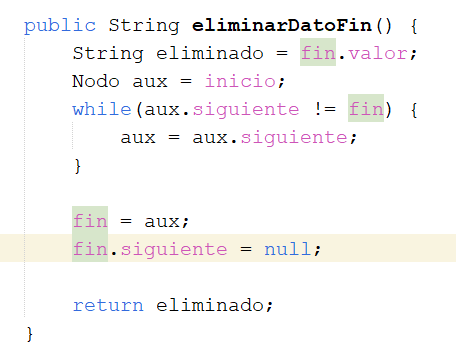 public String eliminarDatoFin() {
String eliminado = fin.valor;
Nodo aux = inicio;
while(aux.siguiente != fin) {
aux = aux.siguiente;
}
fin = aux;
fin.siguiente = null;
return eliminado;
}